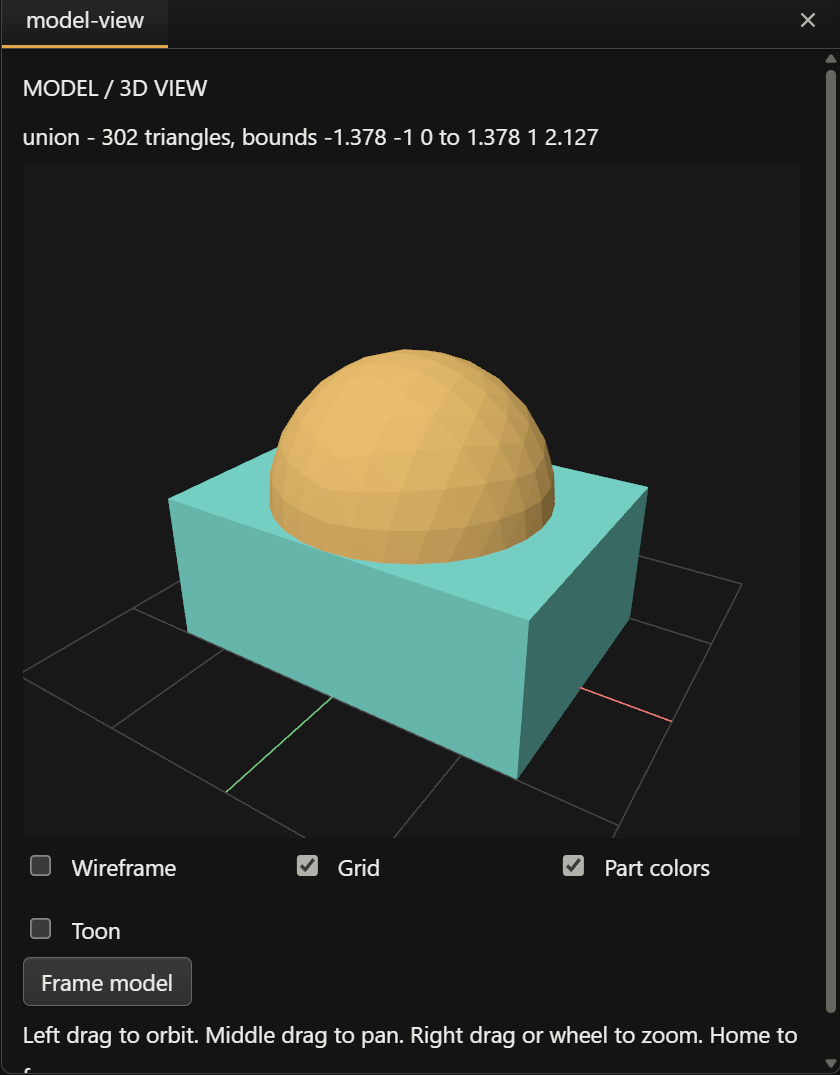 model-view
MODEL / 3D VIEW
union - 302 triangles, bounds -1.378 -1 0 to 1.378 1 2.127
Wireframe
Grid
Part colors
Toon
Frame model
Left drag to orbit. Middle drag to pan. Right drag or wheel to zoom. Home to